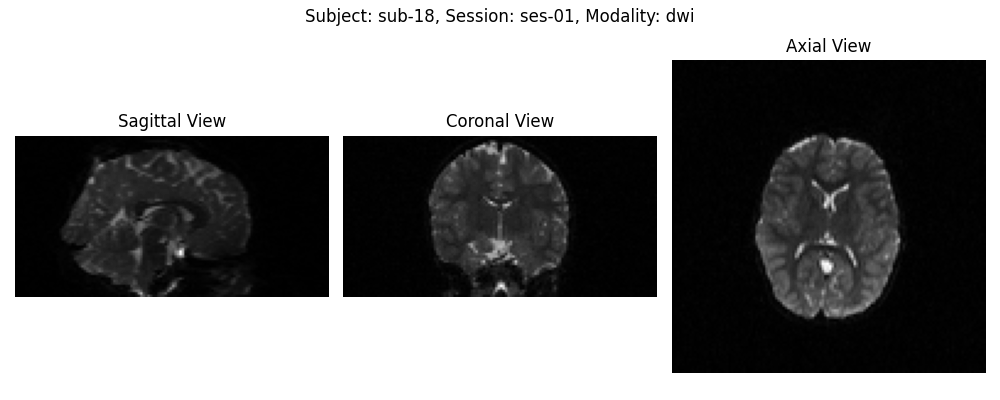 Subject: sub-18, Session: ses-01, Modality: dwi
Sagittal View
Coronal View
Axial View